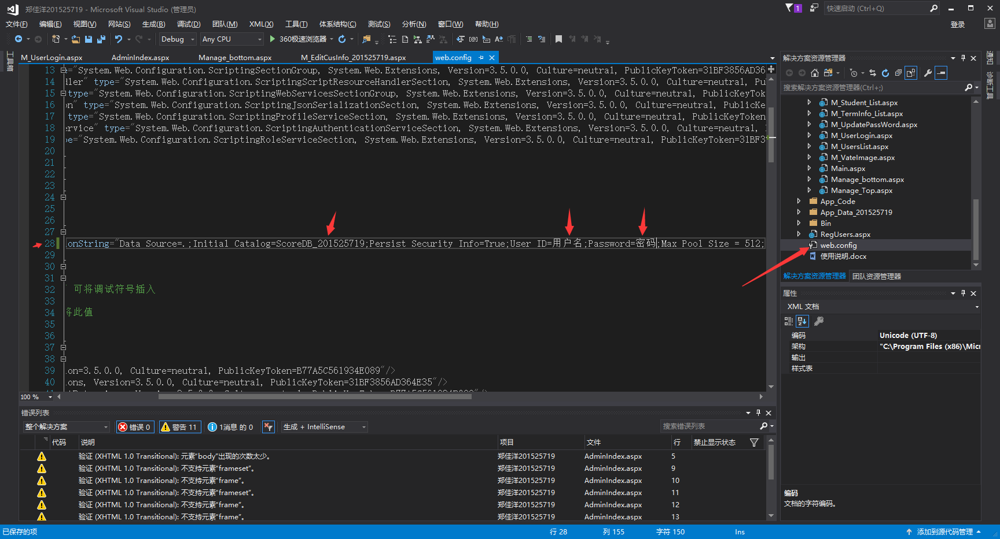 郑佳洋201525719 - Microsoft Visual Studio (管理员)
1
快速启动 (Ctrl+Q)
文件(F) 编辑(E) 视图(V) 网站(S) 生成(B) 调试(D) 团队(M) XML(X) 工具(T) 体系结构(C) 测试(S) 分析(N) 窗口(W) 帮助(H)
登录
Debug Any CPU 360极速浏览器
工具箱
M_UserLogin.aspx AdminIndex.aspx Manage_bottom.aspx M_EditCusInfo_201525719.aspx web.config
13 e="System.Web.Configuration.ScriptingSectionGroup, System.Web.Extensions, Version=3.5.0.0, Culture=neutral, PublicKeyToken=31BF3856AD36
14 ller" type="System.Web.Configuration.ScriptingScriptResourceHandlerSection, System.Web.Extensions, Version=3.5.0.0, Culture=neutral, Pu
15 type="System.Web.Configuration.ScriptingWebServicesSectionGroup, System.Web.Extensions, Version=3.5.0.0, Culture=neutral, PublicKeyTok
16 on" type="System.Web.Configuration.ScriptingJsonSerializationSection, System.Web.Extensions, Version=3.5.0.0, Culture=neutral, PublicKe
17 type="System.Web.Configuration.ScriptingProfileServiceSection, System.Web.Extensions, Version=3.5.0.0, Culture=neutral, PublicKeyToken
18 ervice" type="System.Web.Configuration.ScriptingAuthenticationServiceSection, System.Web.Extensions, Version=3.5.0.0, Culture=neutral,
19 pe="System.Web.Configuration.ScriptingRoleServiceSection, System.Web.Extensions, Version=3.5.0.0, Culture=neutral, PublicKeyToken=31BF3
20
21
22
23
24
25
26
27
28 onString="Data Source=.;Initial Catalog=ScoreDB_201525719;Persist Security Info=True;User ID=用户名;Password=密码;Max Pool Size = 512;
29
30
31
32 可将调试符号插入
33
34 将此值
35
36
37
38
39 on=3.5.0.0, Culture=neutral, PublicKeyToken=B77A5C561934E089"/>
40 ons, Version=3.5.0.0, Culture=neutral, PublicKeyToken=31BF3856AD364E35"/>
100 %
错误列表
整个解决方案 错误 0 警告 11 1消息 的 0 生成 + IntelliSense 搜索错误列表
代码 说明 项目 文件 行 禁止显示状态
验证 (XHTML 1.0 Transitional): 元素“body”出现的次数太少。 郑佳洋201525719 AdminIndex.aspx 5
验证 (XHTML 1.0 Transitional): 不支持元素“frameset”。 郑佳洋201525719 AdminIndex.aspx 9
验证 (XHTML 1.0 Transitional): 不支持元素“frame”。 郑佳洋201525719 AdminIndex.aspx 10
验证 (XHTML 1.0 Transitional): 不支持元素“frameset”。 郑佳洋201525719 AdminIndex.aspx 11
验证 (XHTML 1.0 Transitional): 不支持元素“frame”。 郑佳洋201525719 AdminIndex.aspx 12
验证 (XHTML 1.0 Transitional): 不支持元素“frame”。 郑佳洋201525719 AdminIndex.aspx 13
解决方案资源管理器
搜索解决方案资源管理器(Ctrl+;)
M_Student_List.aspx
M_TermInfo_List.aspx
M_UpdatePassWord.aspx
M_UserLogin.aspx
M_UsersList.aspx
M_VateImage.aspx
Main.aspx
Manage_bottom.aspx
Manage_Top.aspx
App_Code
App_Data_201525719
Bin
RegUsers.aspx
web.config
使用说明.docx
解决方案资源管理器 团队资源管理器
属性
XML 文档
编码 Unicode (UTF-8)
架构 "C:\Program Files (x86)\Micr
输出
样式表
编码
文档的字符编码。
通知
诊断工具
已保存的项 行 28 列 155 字符 150 Ins 添加到源代码管理